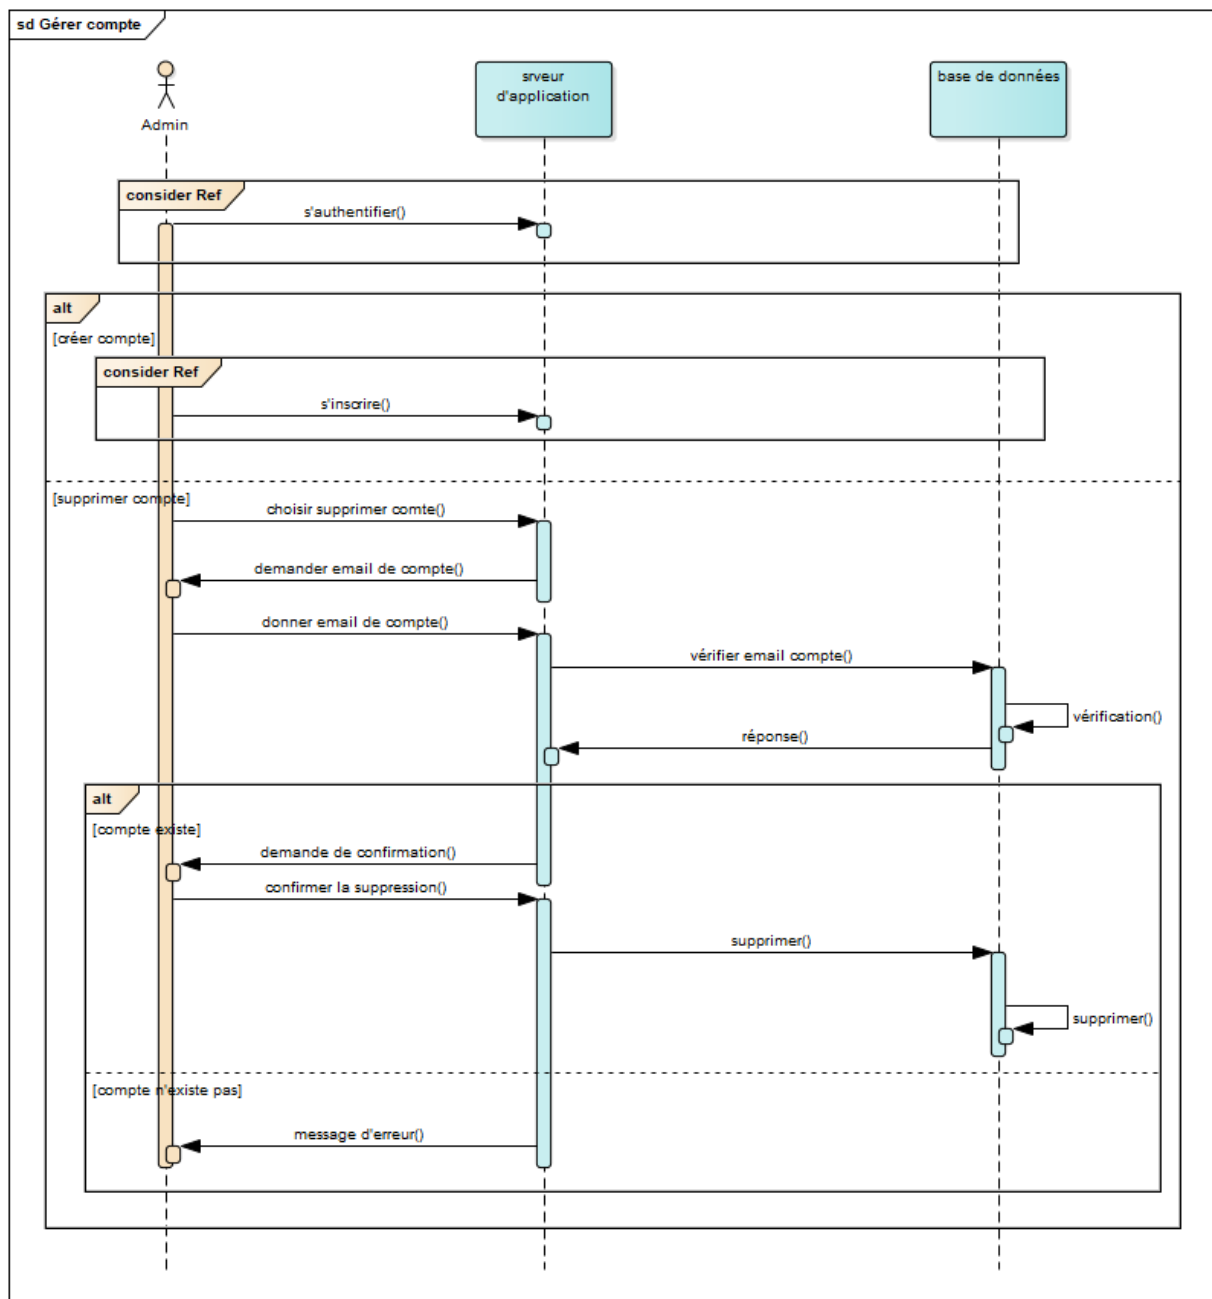 sd Gérer compte
srveur
d'application
base de données
Admin
consider Ref
s'authentifier()
alt
[créer compte]
consider Ref
s'inscrire()
[supprimer compte]
choisir supprimer comte()
demander email de compte()
donner email de compte()
vérifier email compte()
vérification()
réponse()
alt
[compte existe]
demande de confirmation()
confirmer la suppression()
supprimer()
supprimer()
[compte n'existe pas]
message d'erreur()